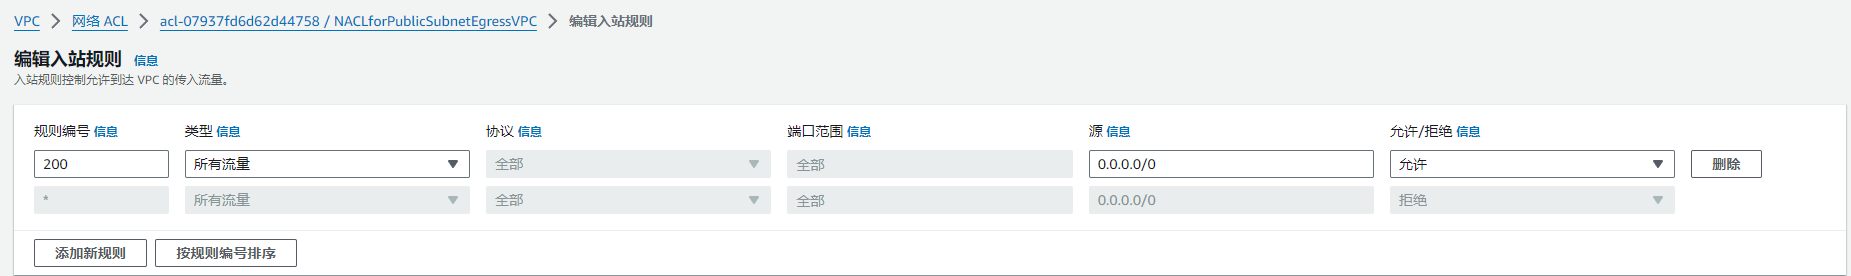 VPC > 网络 ACL > acl-07937fd6d62d44758 / NACLforPublicSubnetEgressVPC > 编辑入站规则
编辑入站规则 信息
入站规则控制允许到达 VPC 的传入流量。
规则编号 信息 类型 信息 协议 信息 端口范围 信息 源 信息 允许/拒绝 信息
200 所有流量 全部 全部 0.0.0.0/0 允许 删除
* 所有流量 全部 全部 0.0.0.0/0 拒绝
添加新规则 按规则编号排序